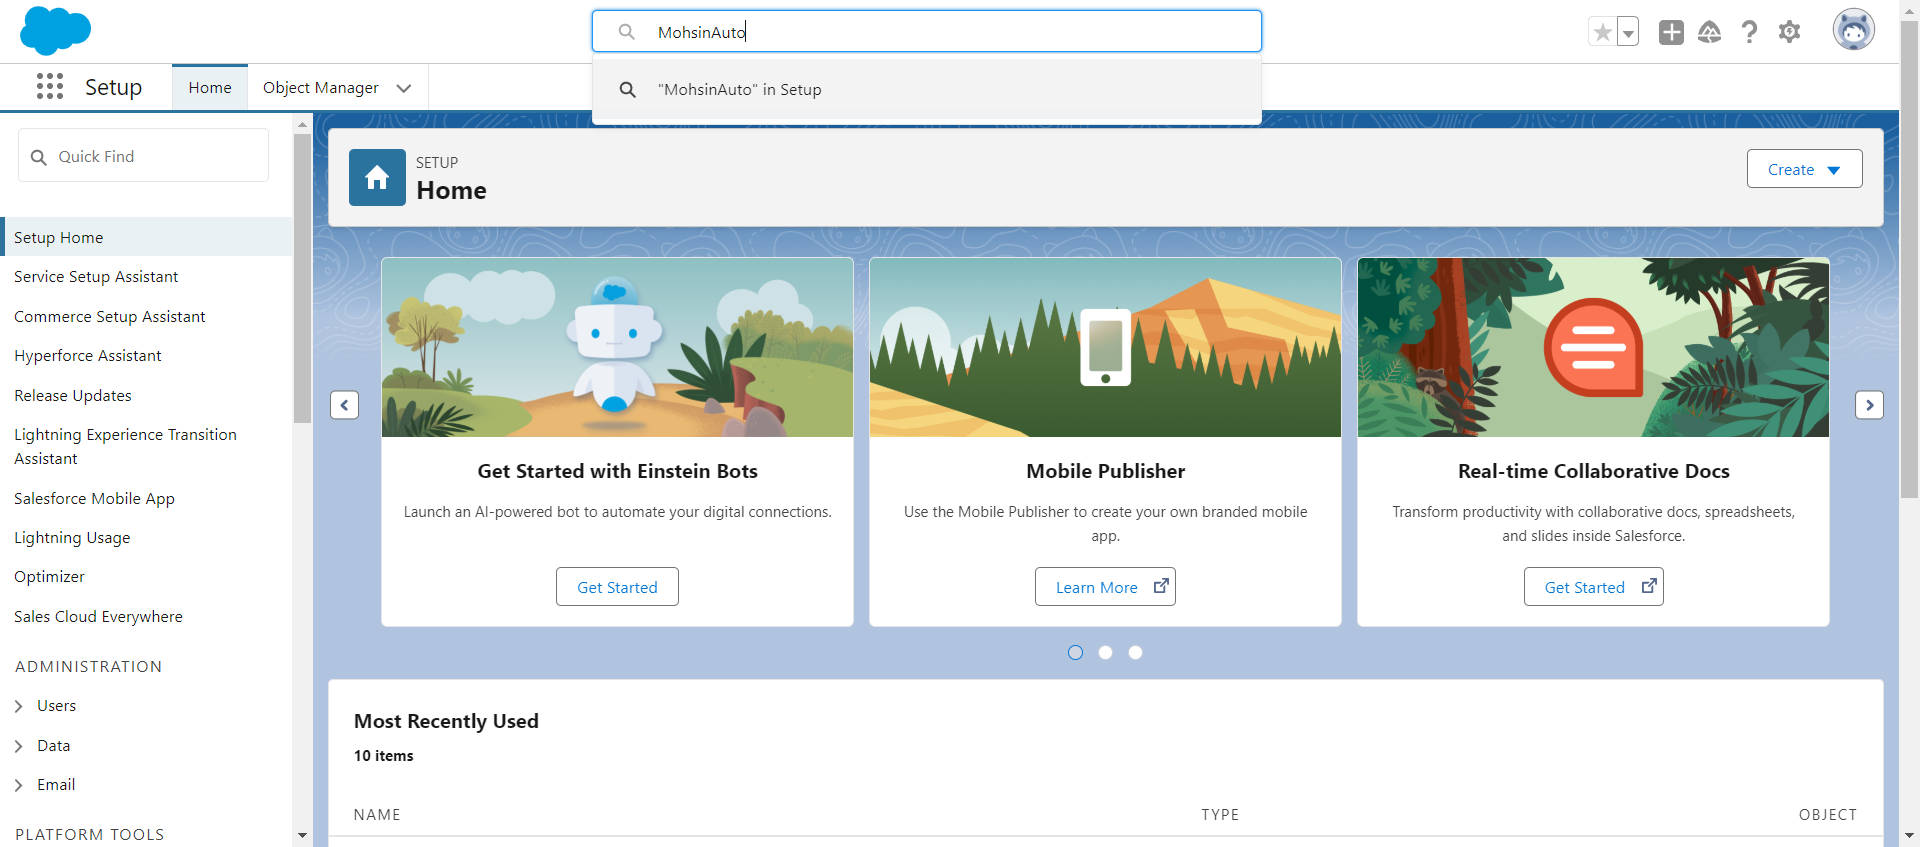 MohsinAuto
"MohsinAuto" in Setup
Setup
Home
Object Manager
Quick Find
SETUP
Home
Create
Setup Home
Service Setup Assistant
Commerce Setup Assistant
Hyperforce Assistant
Release Updates
Lightning Experience Transition
Assistant
Salesforce Mobile App
Lightning Usage
Optimizer
Sales Cloud Everywhere
ADMINISTRATION
Users
Data
Email
PLATFORM TOOLS
Get Started with Einstein Bots
Launch an AI-powered bot to automate your digital connections.
Get Started
Mobile Publisher
Use the Mobile Publisher to create your own branded mobile
app.
Learn More
Real-time Collaborative Docs
Transform productivity with collaborative docs, spreadsheets,
and slides inside Salesforce.
Get Started
Most Recently Used
10 items
NAME
TYPE
OBJECT